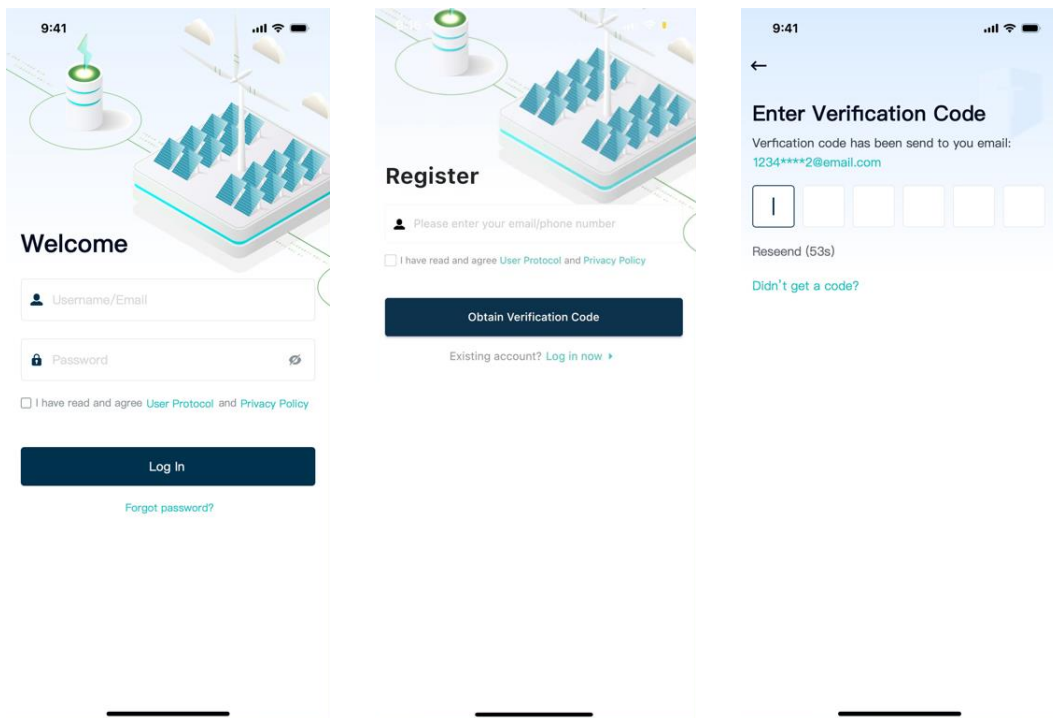 9:41
Welcome
Username/Email
Password
I have read and agree User Protocol and Privacy Policy
Log In
Forgot password?
Register
Please enter your email/phone number
I have read and agree User Protocol and Privacy Policy
Obtain Verification Code
Existing account? Log in now
9:41
Enter Verification Code
Verfication code has been send to you email:
1234****2@email.com
Reseend (53s)
Didn't get a code?